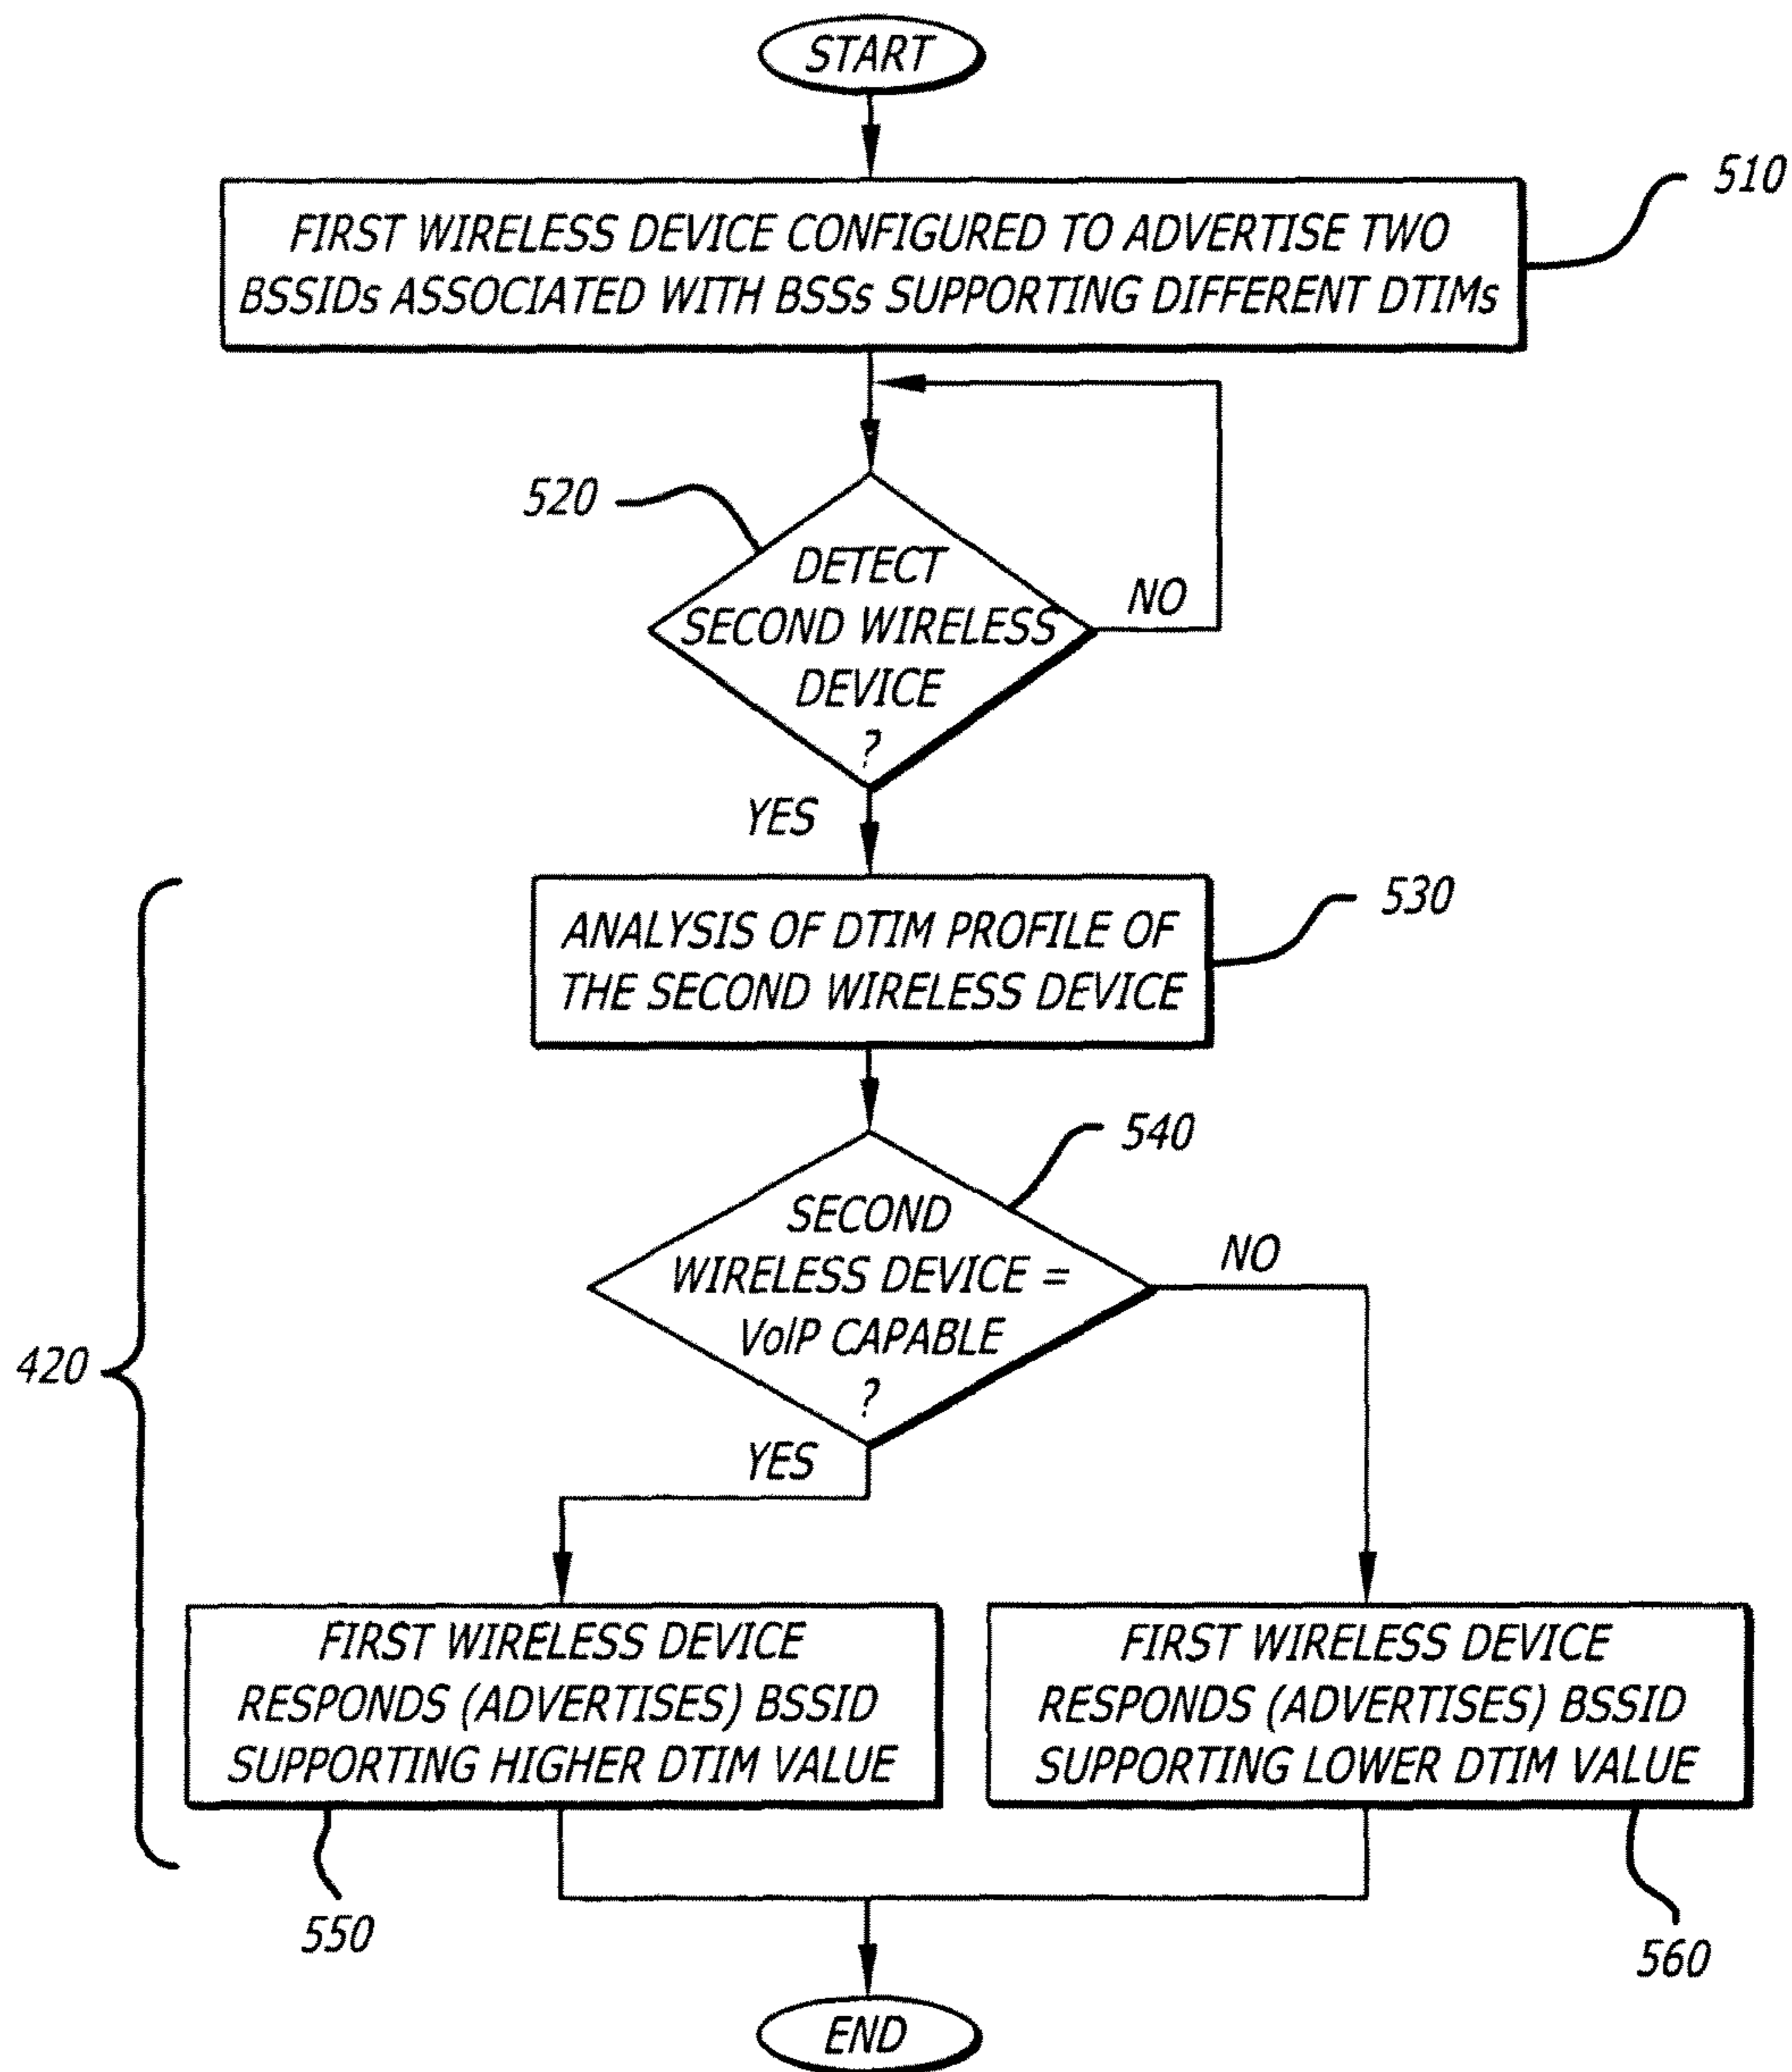 START
510
FIRST WIRELESS DEVICE CONFIGURED TO ADVERTISE TWO
BSSIDs ASSOCIATED WITH BSSs SUPPORTING DIFFERENT DTIMs
520
DETECT
SECOND WIRELESS
DEVICE
?
NO
YES
530
ANALYSIS OF DTIM PROFILE OF
THE SECOND WIRELESS DEVICE
540
SECOND
WIRELESS DEVICE =
VoIP CAPABLE
?
NO
420
YES
FIRST WIRELESS DEVICE
RESPONDS (ADVERTISES) BSSID
SUPPORTING HIGHER DTIM VALUE
FIRST WIRELESS DEVICE
RESPONDS (ADVERTISES) BSSID
SUPPORTING LOWER DTIM VALUE
550
560
END